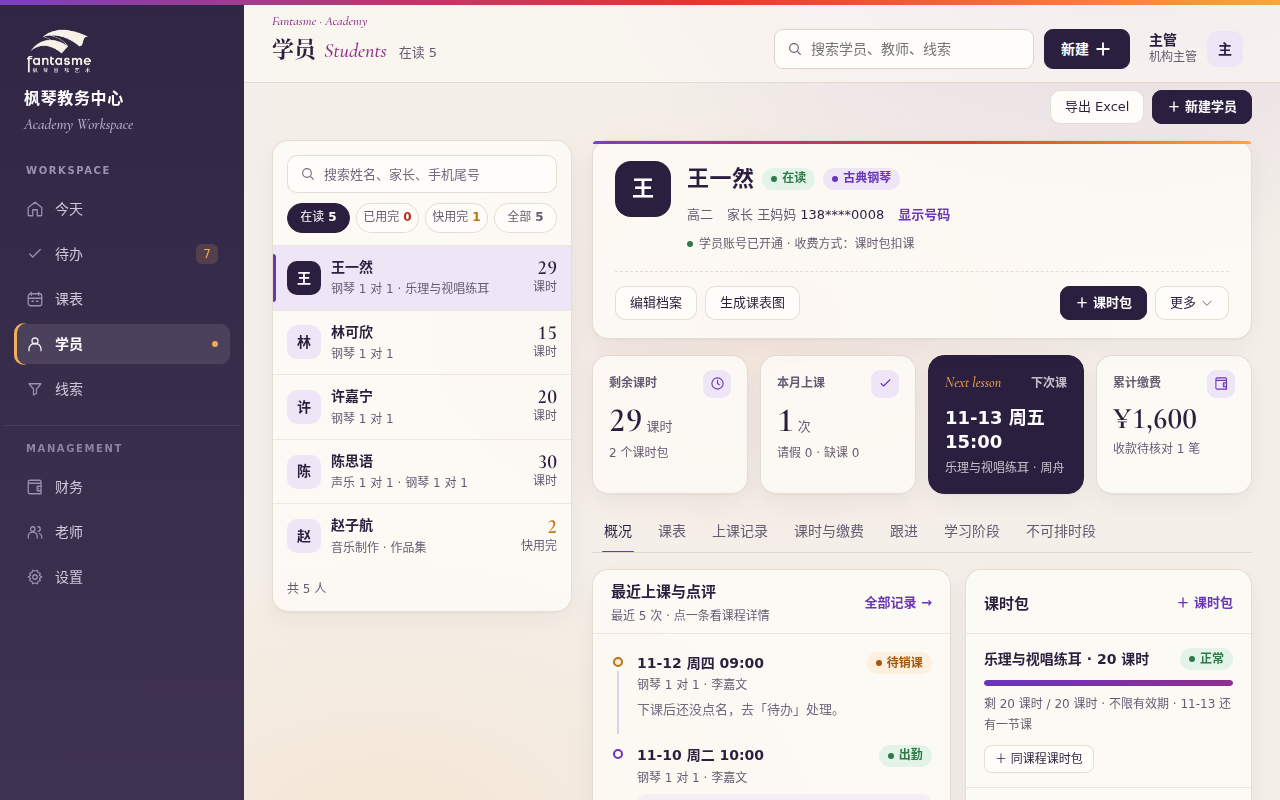 fantasme
枫琴音悦艺术
枫琴教务中心
Academy Workspace
WORKSPACE
今天
待办 7
课表
学员
线索
MANAGEMENT
财务
老师
设置
Fantasme · Academy
学员 Students 在读 5
搜索学员、教师、线索
新建 +
主管
机构主管
主
导出 Excel
+ 新建学员
搜索姓名、家长、手机尾号
在读 5 已用完 0 快用完 1 全部 5
王 王一然 29
钢琴 1 对 1 · 乐理与视唱练耳 课时
林 林可欣 15
钢琴 1 对 1 课时
许 许嘉宁 20
钢琴 1 对 1 课时
陈 陈思语 30
声乐 1 对 1 · 钢琴 1 对 1 课时
赵 赵子航 2
音乐制作 · 作品集 快用完
共 5 人
王 王一然 在读 古典钢琴
高二 家长 王妈妈 138****0008 显示号码
学员账号已开通 · 收费方式：课时包扣课
编辑档案 生成课表图 + 课时包 更多
剩余课时
29 课时
2 个课时包
本月上课
1 次
请假 0 · 缺课 0
Next lesson 下次课
11-13 周五
15:00
乐理与视唱练耳 · 周舟
累计缴费
¥1,600
收款待核对 1 笔
概况 课表 上课记录 课时与缴费 跟进 学习阶段 不可排时段
最近上课与点评
最近 5 次 · 点一条看课程详情
全部记录 →
11-12 周四 09:00 待销课
钢琴 1 对 1 · 李嘉文
下课后还没点名，去「待办」处理。
11-10 周二 10:00 出勤
钢琴 1 对 1 · 李嘉文
课时包 + 课时包
乐理与视唱练耳 · 20 课时 正常
剩 20 课时 / 20 课时 · 不限有效期 · 11-13 还
有一节课
+ 同课程课时包